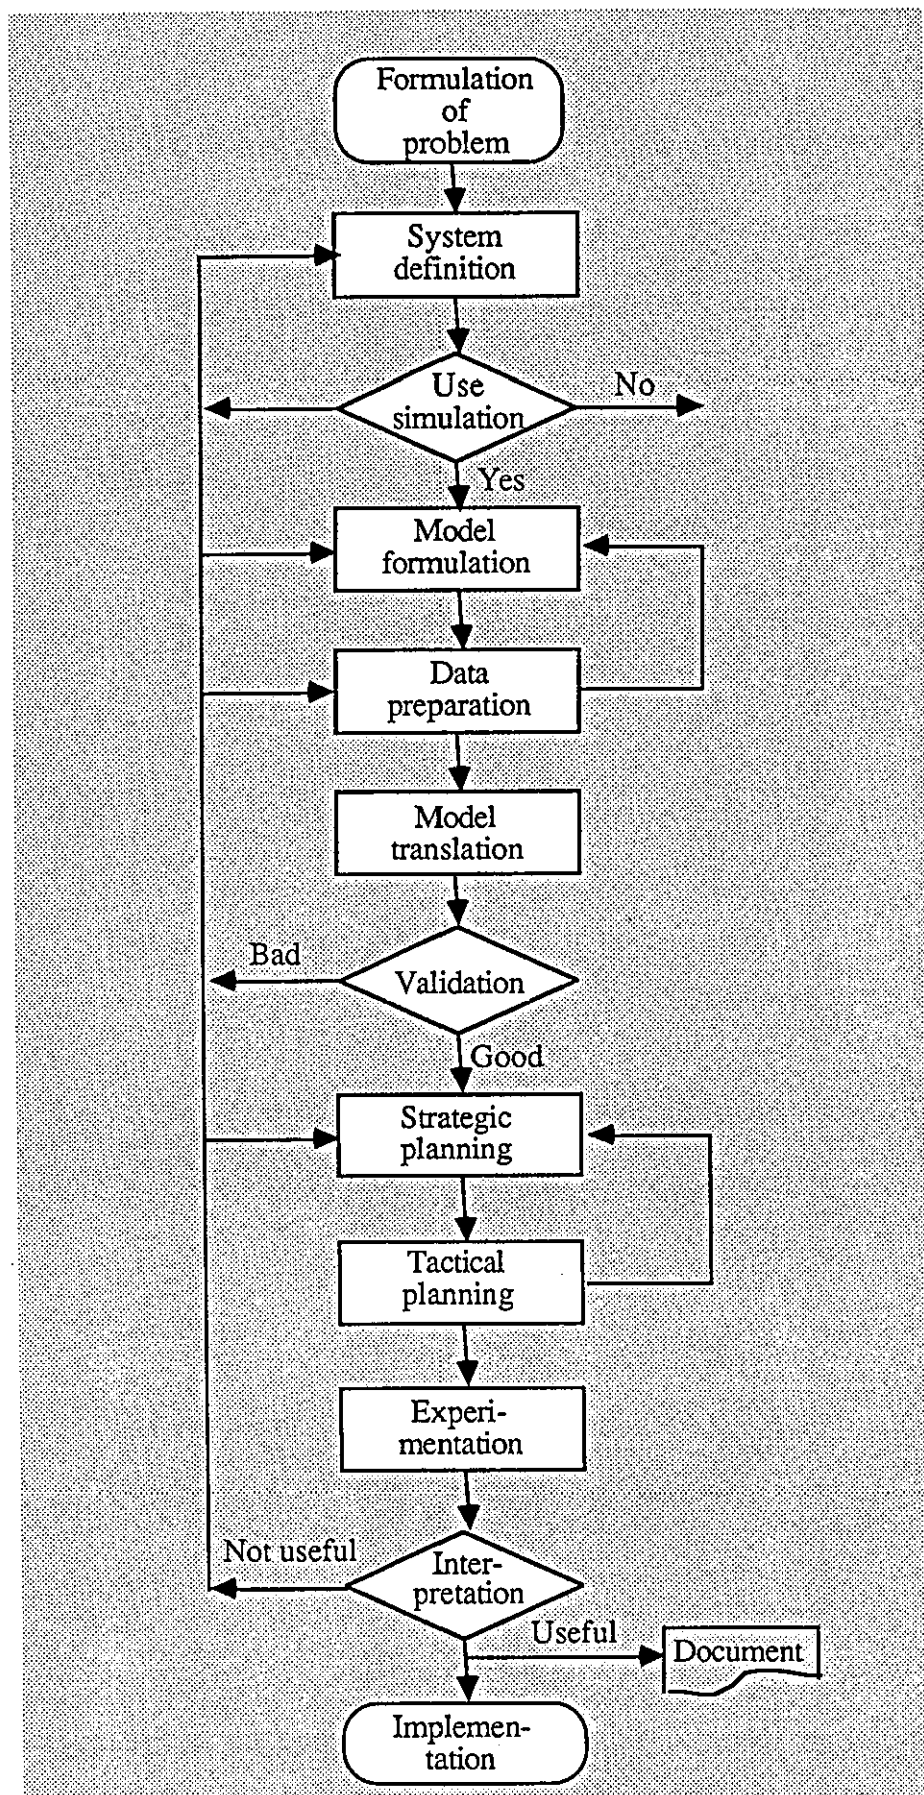 Formulation
of
problem
System
definition
Use
simulation
No
Yes
Model
formulation
Data
preparation
Model
translation
Bad
Validation
Good
Strategic
planning
Tactical
planning
Experi-
mentation
Not useful
Inter-
pretation
Useful
Document
Implemen-
tation